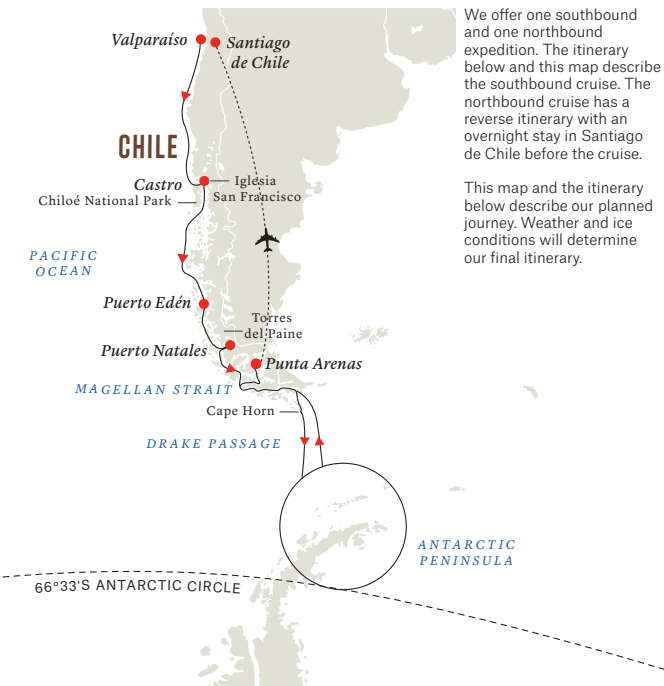 We offer one southbound
and one northbound
expedition. The itinerary
below and this map describe
the southbound cruise. The
northbound cruise has a
reverse itinerary with an
overnight stay in Santiago
de Chile before the cruise.
This map and the itinerary
below describe our planned
journey. Weather and ice
conditions will determine
our final itinerary.
Valparaíso
Santiago
de Chile
CHILE
Castro
Iglesia
San Francisco
Chiloé National Park
PACIFIC
OCEAN
Puerto Edén
Torres
del Paine
Puerto Natales
Punta Arenas
MAGELLAN STRAIT
Cape Horn
DRAKE PASSAGE
ANTARCTIC
PENINSULA
66°33'S ANTARCTIC CIRCLE